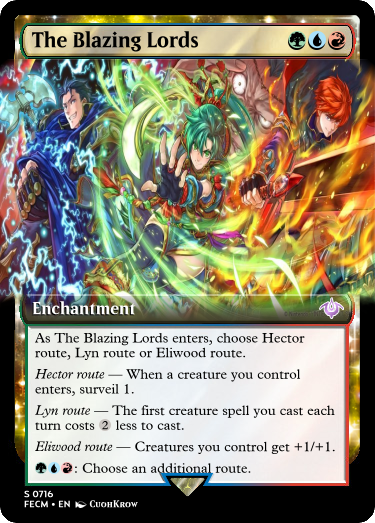 The Blazing Lords
Enchantment
As The Blazing Lords enters, choose Hector
route, Lyn route or Eliwood route.
Hector route — When a creature you control
enters, surveil 1.
Lyn route — The first creature spell you cast each
turn costs 2 less to cast.
Eliwood route — Creatures you control get +1/+1.
: Choose an additional route.
S 0716
FECM • EN CuohKrow